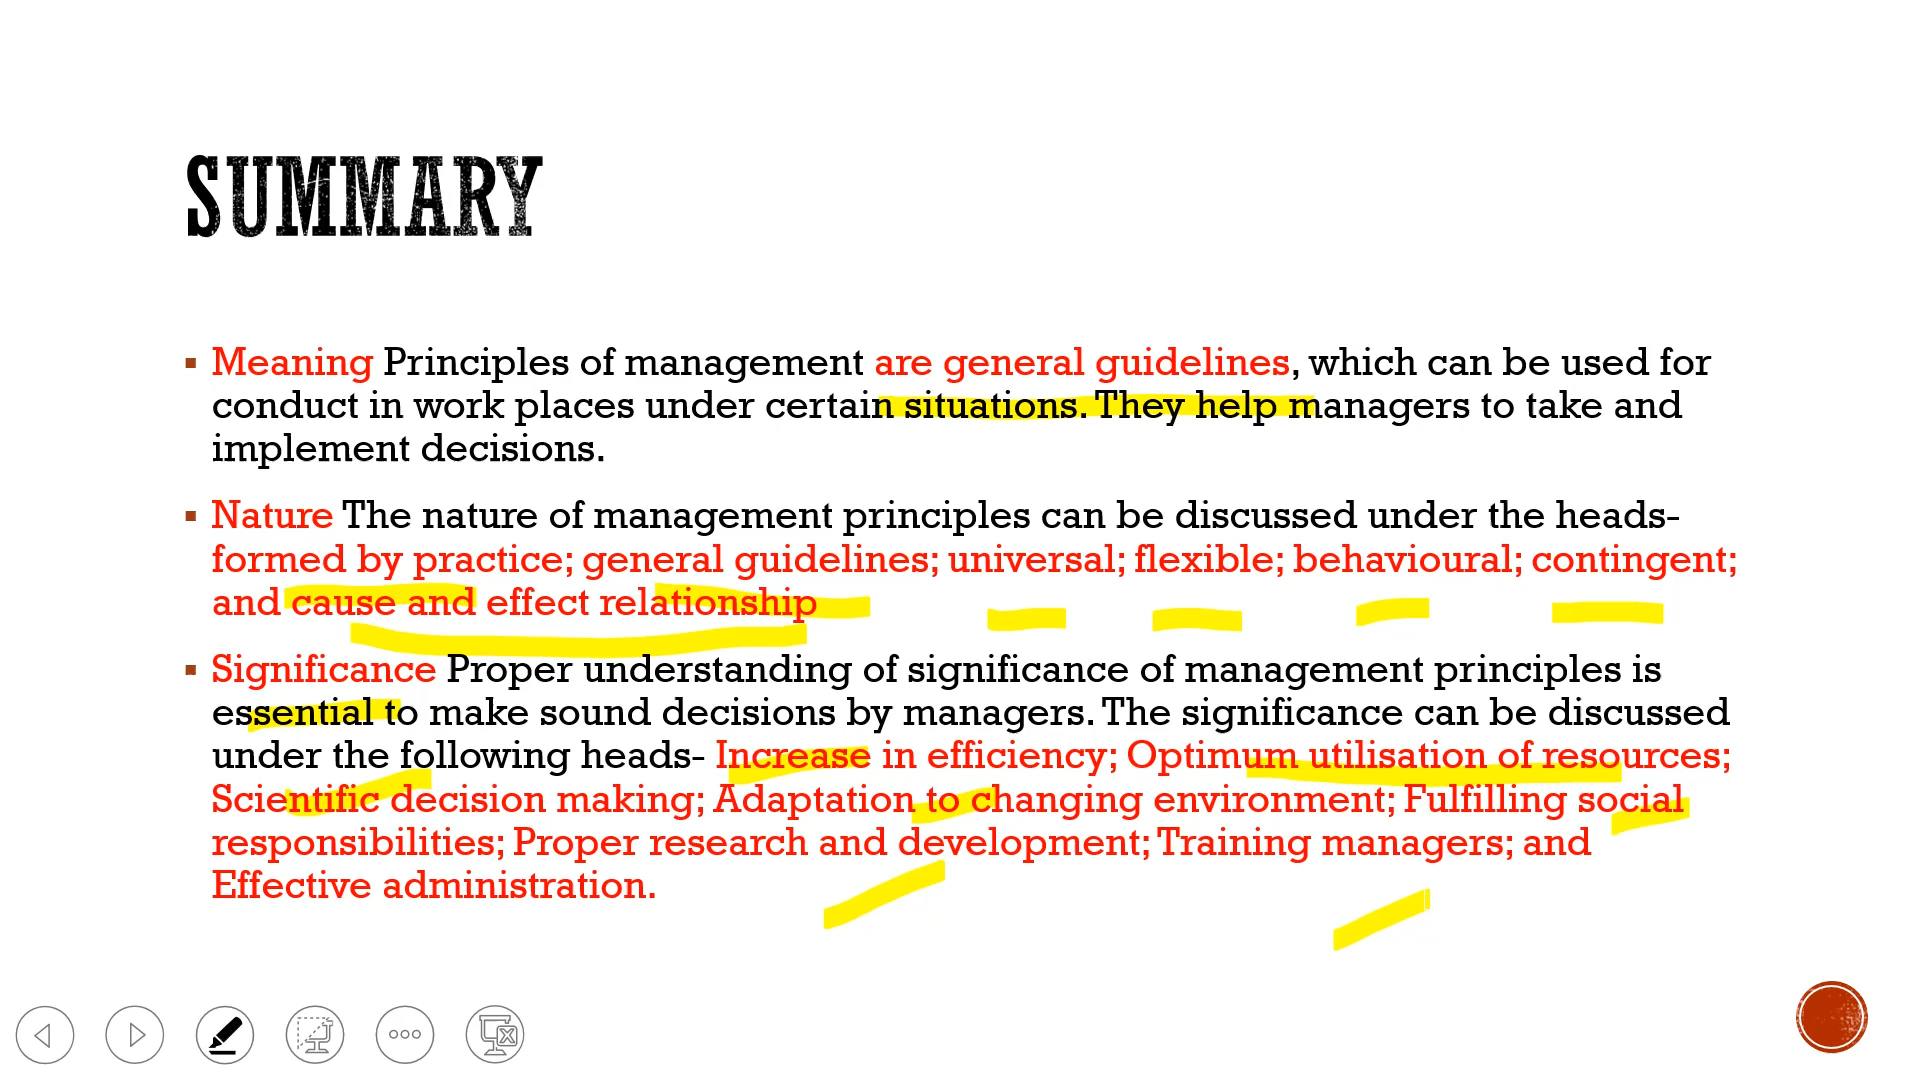 SUMMARY
Meaning Principles of management are general guidelines, which can be used for
conduct in work places under certain situations. They help managers to take and
implement decisions.
Nature The nature of management principles can be discussed under the heads-
formed by practice; general guidelines; universal; flexible; behavioural; contingent;
and cause and effect relationship
Significance Proper understanding of significance of management principles is
essential to make sound decisions by managers. The significance can be discussed
under the following heads- Increase in efficiency; Optimum utilisation of resources;
Scientific decision making; Adaptation to changing environment; Fulfilling social
responsibilities; Proper research and development; Training managers; and
Effective administration.